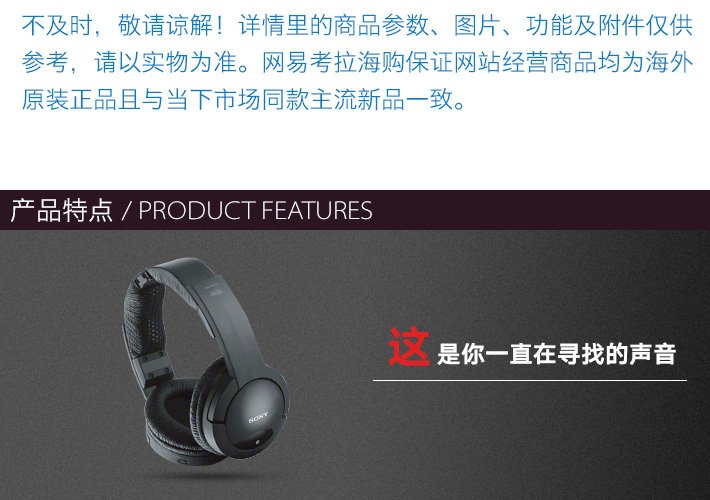 不及时，敬请谅解！详情里的商品参数、图片、功能及附件仅供
参考，请以实物为准。网易考拉海购保证网站经营商品均为海外
原装正品且与当下市场同款主流新品一致。
产品特点 / PRODUCT FEATURES
这是你一直在寻找的声音
SONY